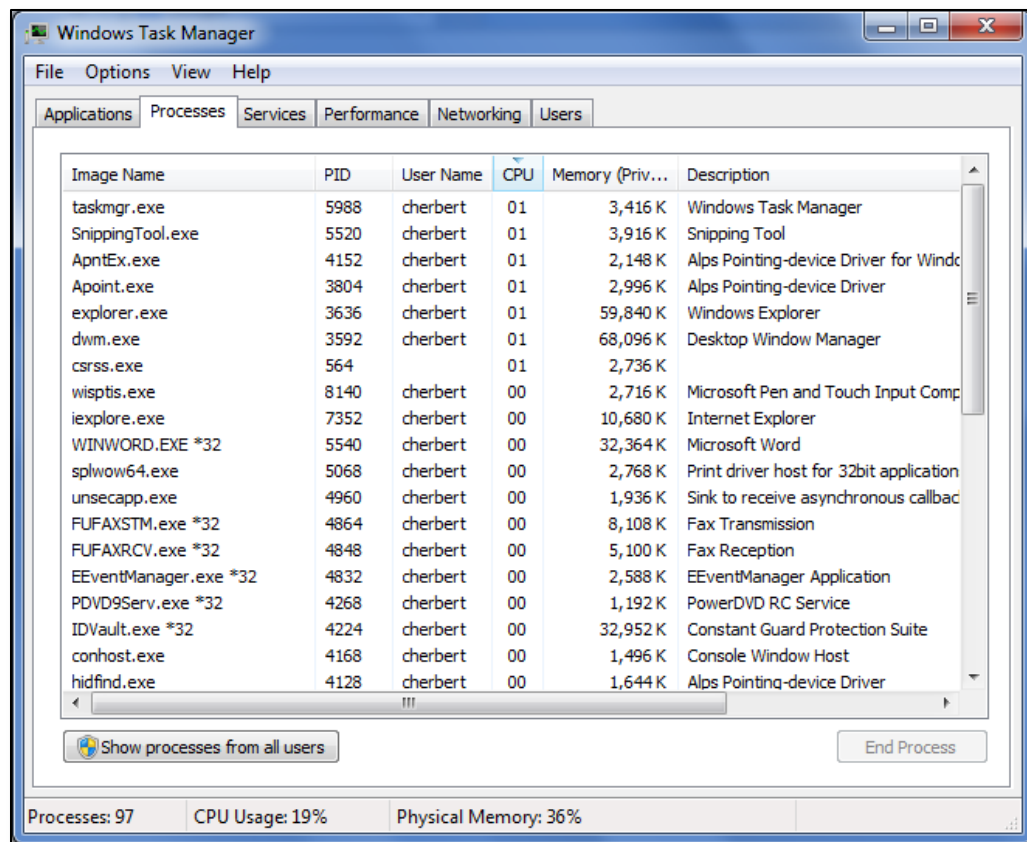 Windows Task Manager
File Options View Help
Applications Processes Services Performance Networking Users
Image Name PID User Name CPU Memory (Priv... Description
taskmgr.exe 5988 cherbert 01 3,416 K Windows Task Manager
SnippingTool.exe 5520 cherbert 01 3,916 K Snipping Tool
ApntEx.exe 4152 cherbert 01 2,148 K Alps Pointing-device Driver for Windo
Apoint.exe 3804 cherbert 01 2,996 K Alps Pointing-device Driver
explorer.exe 3636 cherbert 01 59,840 K Windows Explorer
dwm.exe 3592 cherbert 01 68,096 K Desktop Window Manager
csrss.exe 564 01 2,736 K
wisptis.exe 8140 cherbert 00 2,716 K Microsoft Pen and Touch Input Comp
iexplore.exe 7352 cherbert 00 10,680 K Internet Explorer
WINWORD.EXE *32 5540 cherbert 00 32,364 K Microsoft Word
splwow64.exe 5068 cherbert 00 2,768 K Print driver host for 32bit application
unsecapp.exe 4960 cherbert 00 1,936 K Sink to receive asynchronous callbac
FUFAXSTM.exe *32 4864 cherbert 00 8,108 K Fax Transmission
FUFAXRCV.exe *32 4848 cherbert 00 5,100 K Fax Reception
EEventManager.exe *32 4832 cherbert 00 2,588 K EEventManager Application
PDVD9Serv.exe *32 4268 cherbert 00 1,192 K PowerDVD RC Service
IDVault.exe *32 4224 cherbert 00 32,952 K Constant Guard Protection Suite
conhost.exe 4168 cherbert 00 1,496 K Console Window Host
hidfind.exe 4128 cherbert 00 1,644 K Alps Pointing-device Driver
Show processes from all users End Process
Processes: 97 CPU Usage: 19% Physical Memory: 36%